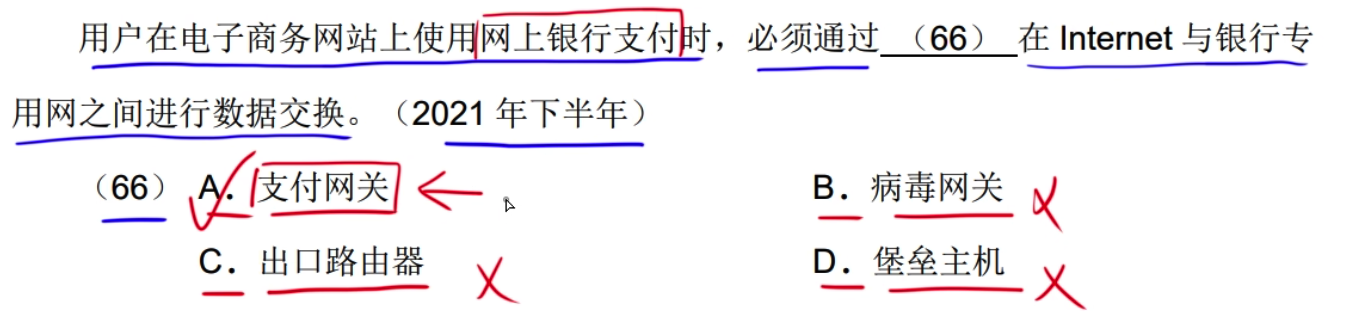 用户在电子商务网站上使用网上银行支付时，必须通过 （66） 在 Internet 与银行专
用网之间进行数据交换。（2021 年下半年）
（66） A．支付网关 B．病毒网关
C．出口路由器 D．堡垒主机